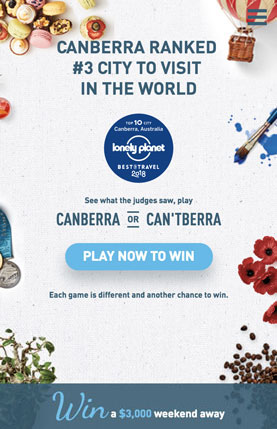 CANBERRA RANKED
#3 CITY TO VISIT
IN THE WORLD
TOP 10 CITY
Canberra, Australia
lonely planet
BEST IN TRAVEL
2018
See what the judges saw, play
CANBERRA OR CAN'TBERRA
PLAY NOW TO WIN
Each game is different and another chance to win.
Win a $3,000 weekend away